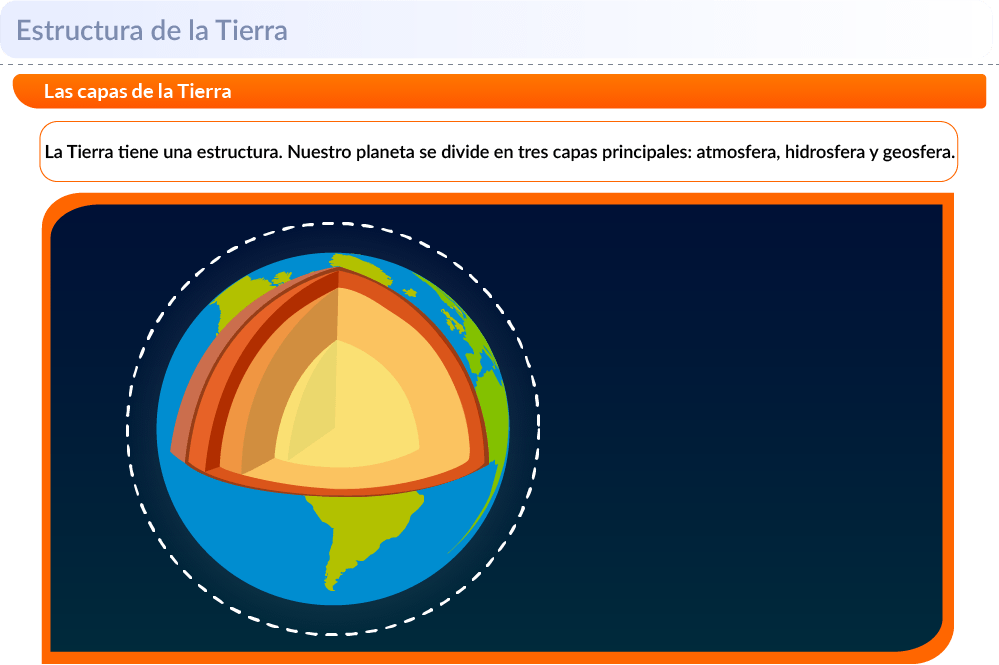 Estructura de la Tierra
Las capas de la Tierra
La Tierra tiene una estructura. Nuestro planeta se divide en tres capas principales: atmosfera, hidrosfera y geosfera.